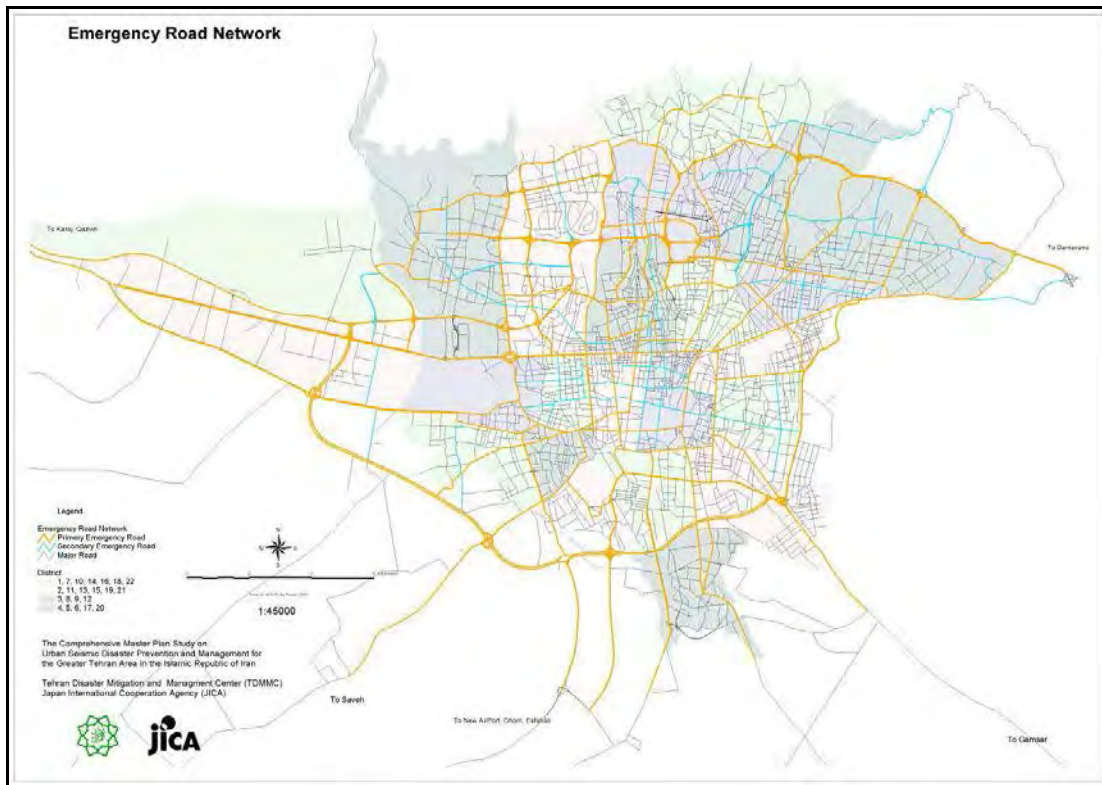 Emergency Road Network
To Karaj, Qazvin
To Damavand
Legend
Emergency Road Network
Primary Emergency Road
Secondary Emergency Road
Major Road
District
1, 7, 10, 14, 16, 18, 22
2, 11, 13, 15, 19, 21
3, 8, 9, 12
4, 5, 6, 17, 20
N
S
1:45000
The Comprehensive Master Plan Study on
Urban Seismic Disaster Prevention and Management for
the Greater Tehran Area in the Islamic Republic of Iran
Tehran Disaster Mitigation and Managment Center (TDMMC)
Japan International Cooperation Agency (JICA)
jICA
To Saveh
To New AirPort, Ghom, Esfahan
To Garmsar